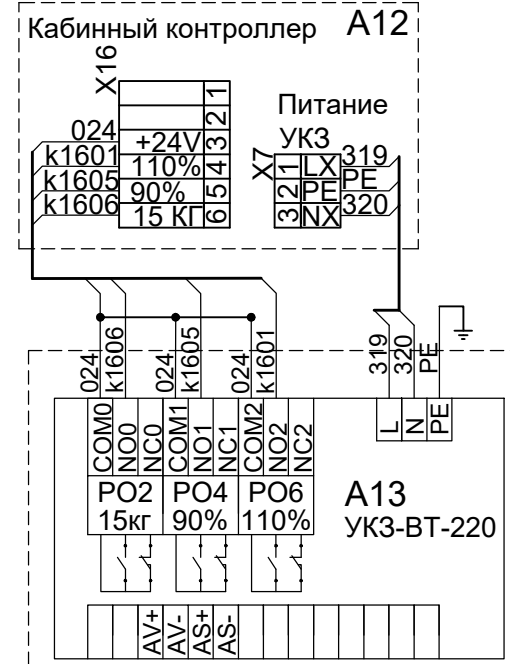 Кабинный контроллер A12
X16
1
2
024 +24V 3
k1601 110% 4
k1605 90% 5
k1606 15 КГ 6
Питание
УКЗ
X7
1 LX 319
2 PE PE
3 NX 320
024 k1606 024 k1605 024 k1601 319 320 PE
COM0 NO0 NC0 COM1 NO1 NC1 COM2 NO2 NC2 L N PE
PO2 PO4 PO6
15кг 90% 110%
A13
УКЗ-ВТ-220
AV+ AV- AS+ AS-